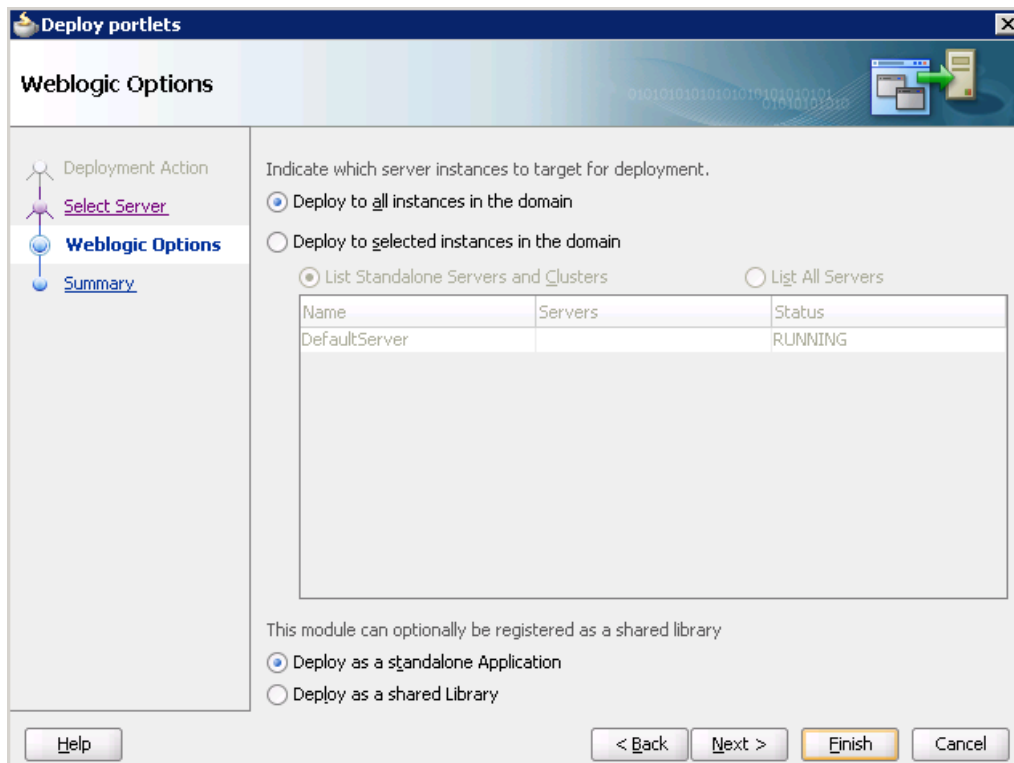 Deploy portlets
Weblogic Options
0101010101010101010101010101
01010101010
Deployment Action
Select Server
Weblogic Options
Summary
Indicate which server instances to target for deployment.
Deploy to all instances in the domain
Deploy to selected instances in the domain
List Standalone Servers and Clusters List All Servers
Name Servers Status
DefaultServer RUNNING
This module can optionally be registered as a shared library
Deploy as a standalone Application
Deploy as a shared Library
Help < Back Next > Finish Cancel